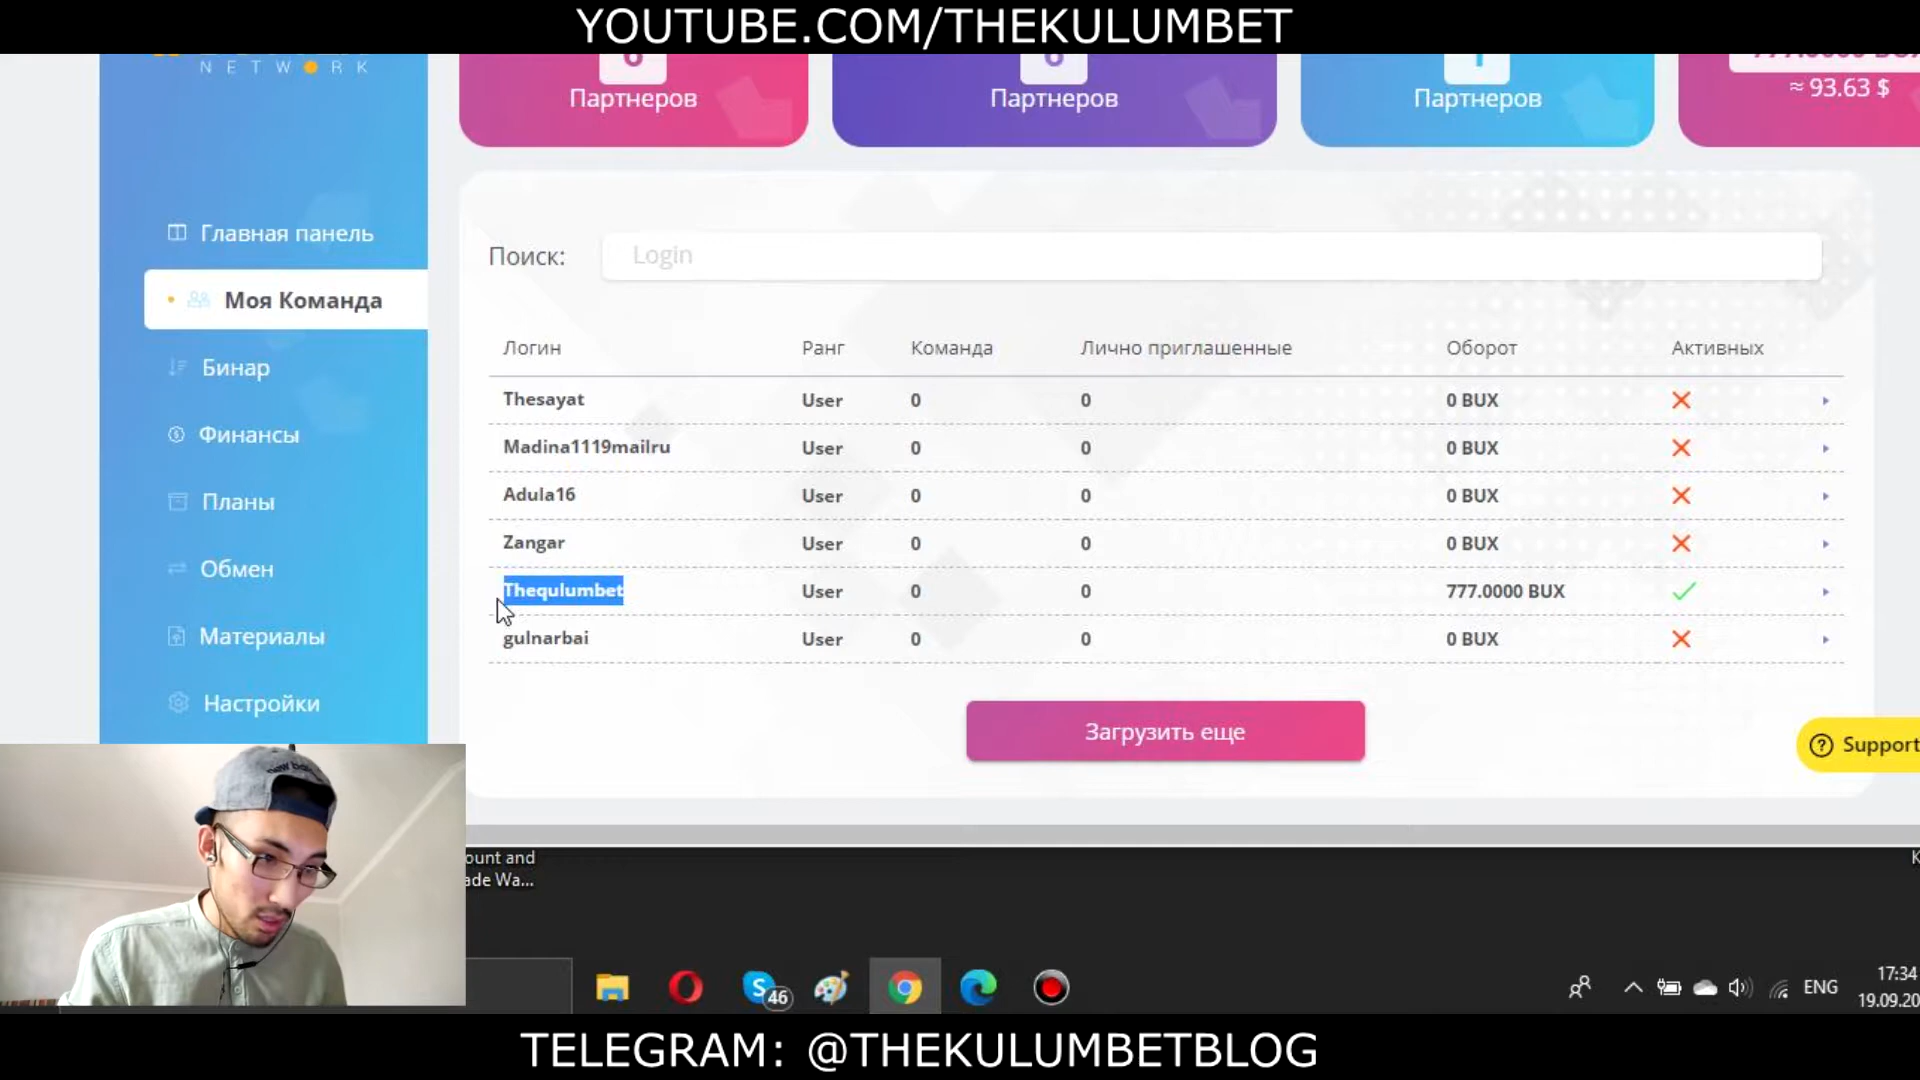 YOUTUBE.COM/THEKULUMBET
NETWORK
Партнеров
Партнеров
Партнеров
≈ 93.63 $
Главная панель
Моя Команда
Бинар
Финансы
Планы
Обмен
Материалы
Настройки
Поиск: Login
Логин Ранг Команда Лично приглашенные Оборот Активных
Thesayat User 0 0 0 BUX
Madina1119mailru User 0 0 0 BUX
Adula16 User 0 0 0 BUX
Zangar User 0 0 0 BUX
Thequlumbet User 0 0 777.0000 BUX
gulnarbai User 0 0 0 BUX
Загрузить еще
Support
ount and
ade Wa...
46
ENG
17:34
19.09.20
TELEGRAM: @THEKULUMBETBLOG